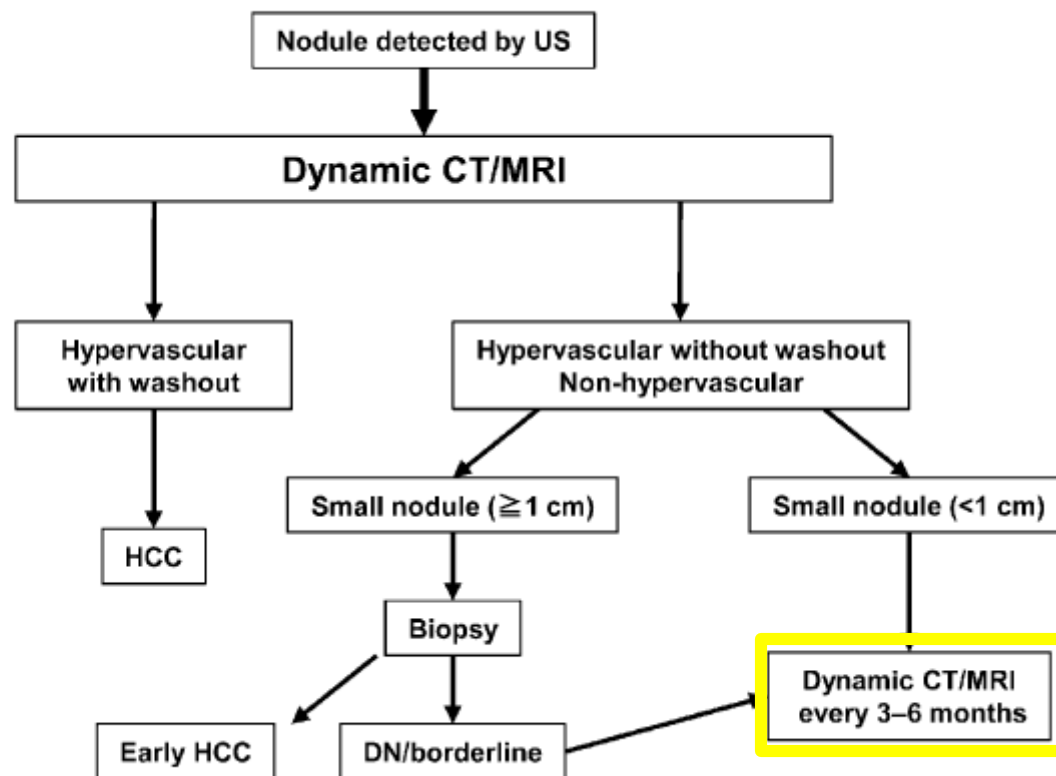 Nodule detected by US
Dynamic CT/MRI
Hypervascular
with washout
Hypervascular without washout
Non-hypervascular
Small nodule (≧1 cm)
Small nodule (<1 cm)
HCC
Biopsy
Dynamic CT/MRI
every 3–6 months
Early HCC
DN/borderline